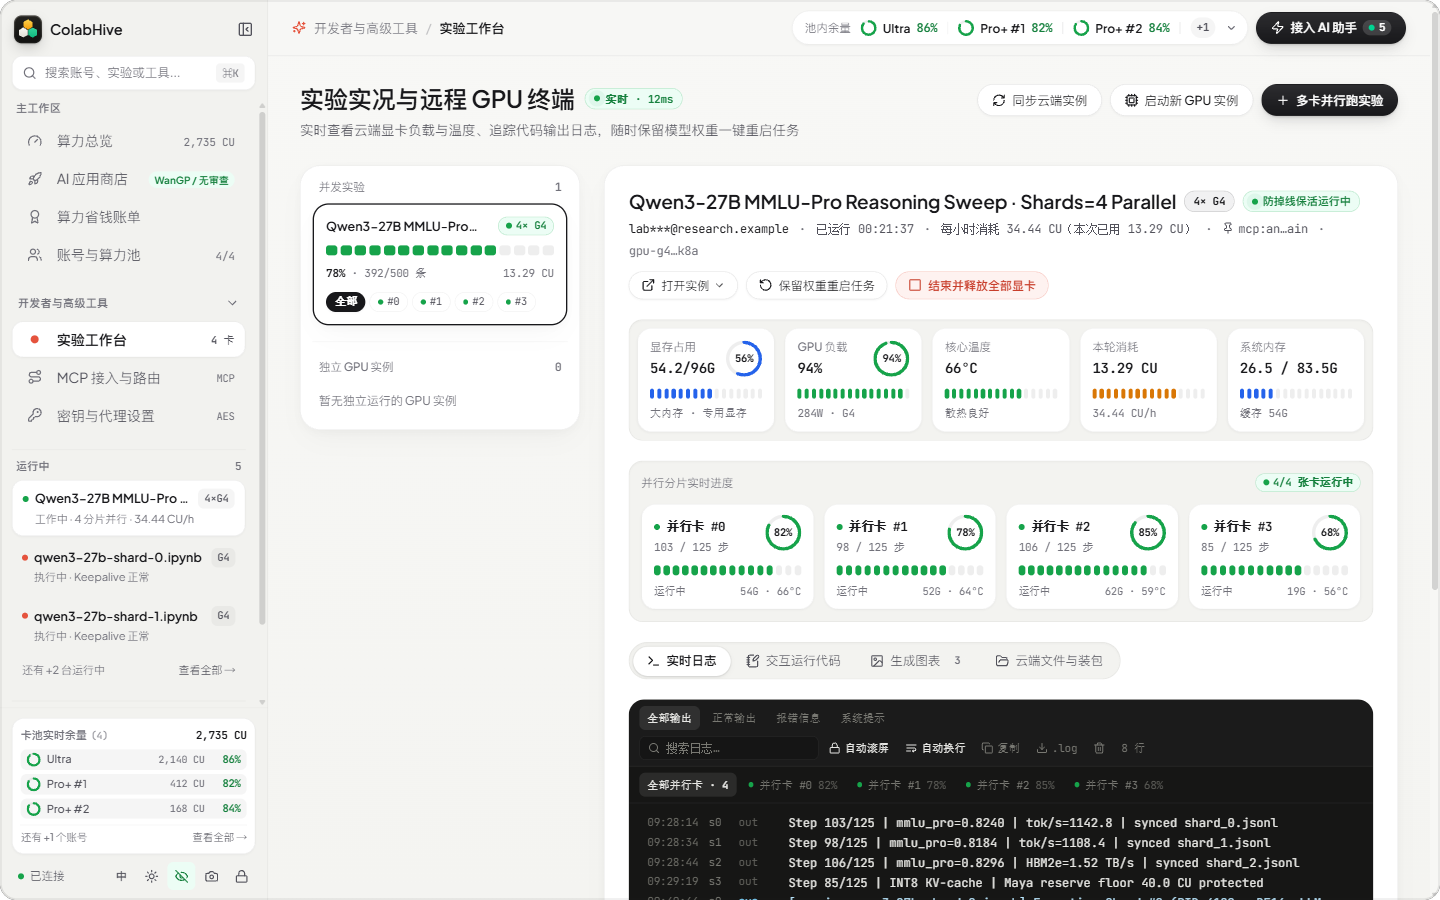 ColabHive
搜索账号、实验或工具... ⌘K
主工作区
算力总览 2,735 CU
AI 应用商店 WanGP / 无审查
算力省钱账单
账号与算力池 4/4
开发者与高级工具
实验工作台 4 卡
MCP 接入与路由 MCP
密钥与代理设置 AES
运行中 5
Qwen3-27B MMLU-Pro ... 4×G4
工作中 · 4 分片并行 · 34.44 CU/h
qwen3-27b-shard-0.ipynb G4
执行中 · Keepalive 正常
qwen3-27b-shard-1.ipynb G4
执行中 · Keepalive 正常
还有 +2 台运行中 查看全部→
卡池实时余量 (4) 2,735 CU
Ultra 2,140 CU 86%
Pro+ #1 412 CU 82%
Pro+ #2 168 CU 84%
还有 +1 个账号 查看全部→
已连接 中
开发者与高级工具 / 实验工作台
池内余量 Ultra 86% Pro+ #1 82% Pro+ #2 84% +1
接入 AI 助手 5
实验实况与远程 GPU 终端 实时 · 12ms
实时查看云端显卡负载与温度、追踪代码输出日志，随时保留模型权重一键重启任务
同步云端实例 启动新 GPU 实例 多卡并行跑实验
并发实验 1
Qwen3-27B MMLU-Pro... 4× G4
78% · 392/500 条 13.29 CU
全部 #0 #1 #2 #3
独立 GPU 实例 0
暂无独立运行的 GPU 实例
Qwen3-27B MMLU-Pro Reasoning Sweep · Shards=4 Parallel 4× G4 防掉线保活运行中
lab***@research.example · 已运行 00:21:37 · 每小时消耗 34.44 CU（本次已用 13.29 CU） · mcp:an…ain ·
gpu-g4…k8a
打开实例 保留权重重启任务 结束并释放全部显卡
显存占用 54.2/96G 56% 大内存 · 专用显存
GPU 负载 94% 94% 284W · G4
核心温度 66°C 散热良好
本轮消耗 13.29 CU 34.44 CU/h
系统内存 26.5 / 83.5G 缓存 54G
并行分片实时进度 4/4 张卡运行中
并行卡 #0 103 / 125 步 82% 运行中 54G · 66°C
并行卡 #1 98 / 125 步 78% 运行中 52G · 64°C
并行卡 #2 106 / 125 步 85% 运行中 62G · 59°C
并行卡 #3 85 / 125 步 68% 运行中 19G · 56°C
实时日志 交互运行代码 生成图表 3 云端文件与装包
全部输出 正常输出 报错信息 系统提示
搜索日志… 自动滚屏 自动换行 复制 .log 8 行
全部并行卡 · 4 并行卡 #0 82% 并行卡 #1 78% 并行卡 #2 85% 并行卡 #3 68%
09:28:14 s0 out Step 103/125 | mmlu_pro=0.8240 | tok/s=1142.8 | synced shard_0.jsonl
09:28:34 s1 out Step 98/125 | mmlu_pro=0.8184 | tok/s=1108.4 | synced shard_1.jsonl
09:28:44 s2 out Step 106/125 | mmlu_pro=0.8296 | HBM2e=1.52 TB/s | synced shard_2.jsonl
09:29:19 s3 out Step 85/125 | INT8 KV-cache | Maya reserve floor 40.0 CU protected